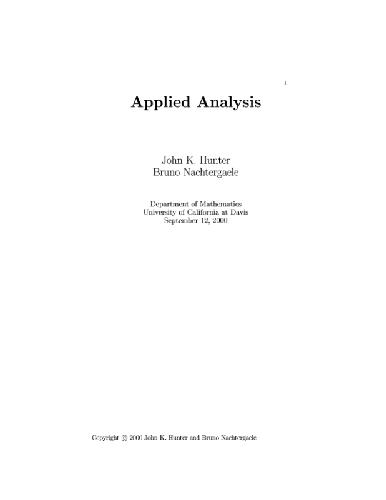 Applied Analysis
John K. Hunter
Bruno Nachtergaele
Department of Mathematics
University of California at Davis
September 12, 2000
Copyright © 2000 John K. Hunter and Bruno Nachtergaele